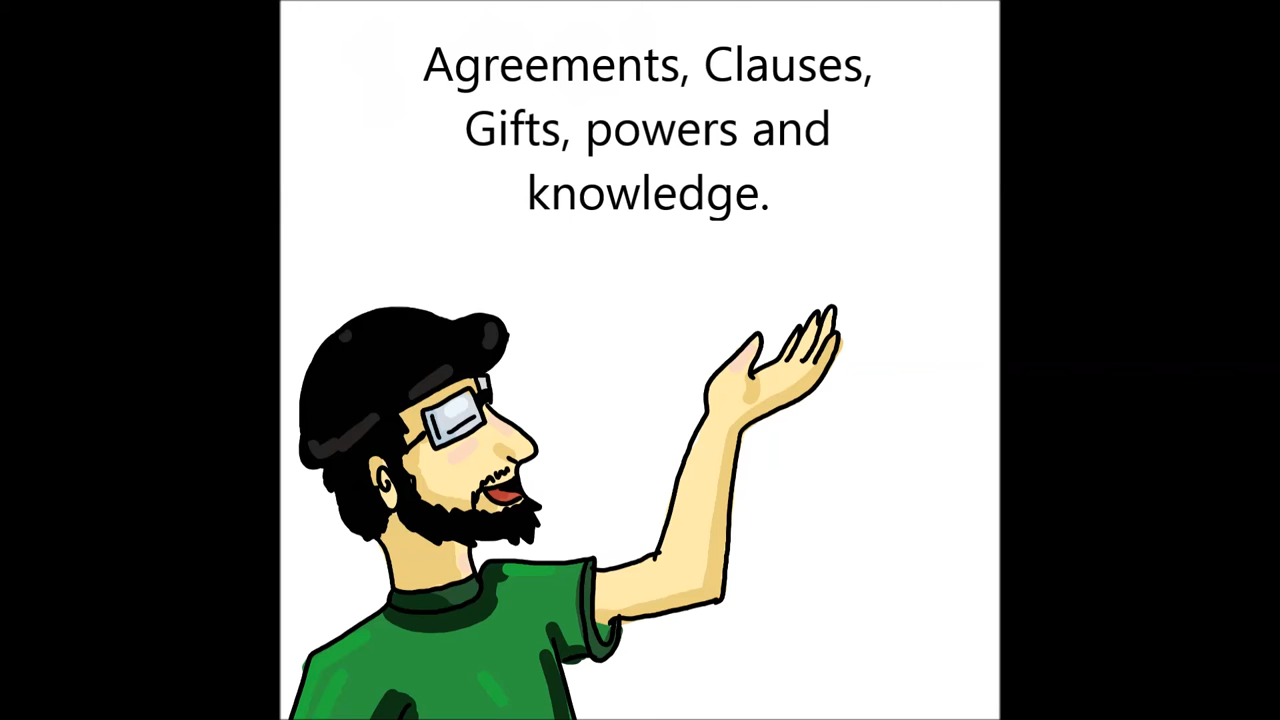 Agreements, Clauses,
Gifts, powers and
knowledge.